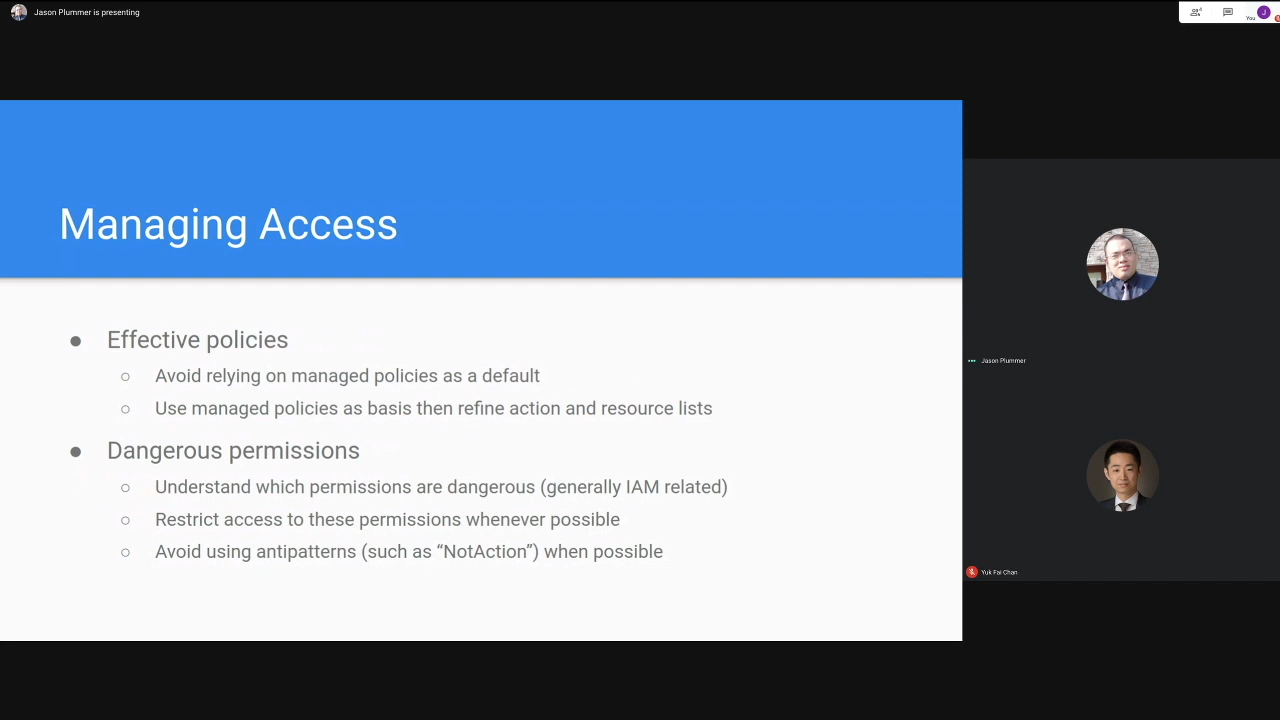 Jason Plummer is presenting
4
You
J
Managing Access
● Effective policies
○ Avoid relying on managed policies as a default
○ Use managed policies as basis then refine action and resource lists
● Dangerous permissions
○ Understand which permissions are dangerous (generally IAM related)
○ Restrict access to these permissions whenever possible
○ Avoid using antipatterns (such as “NotAction”) when possible
Jason Plummer
Yuk Fai Chan